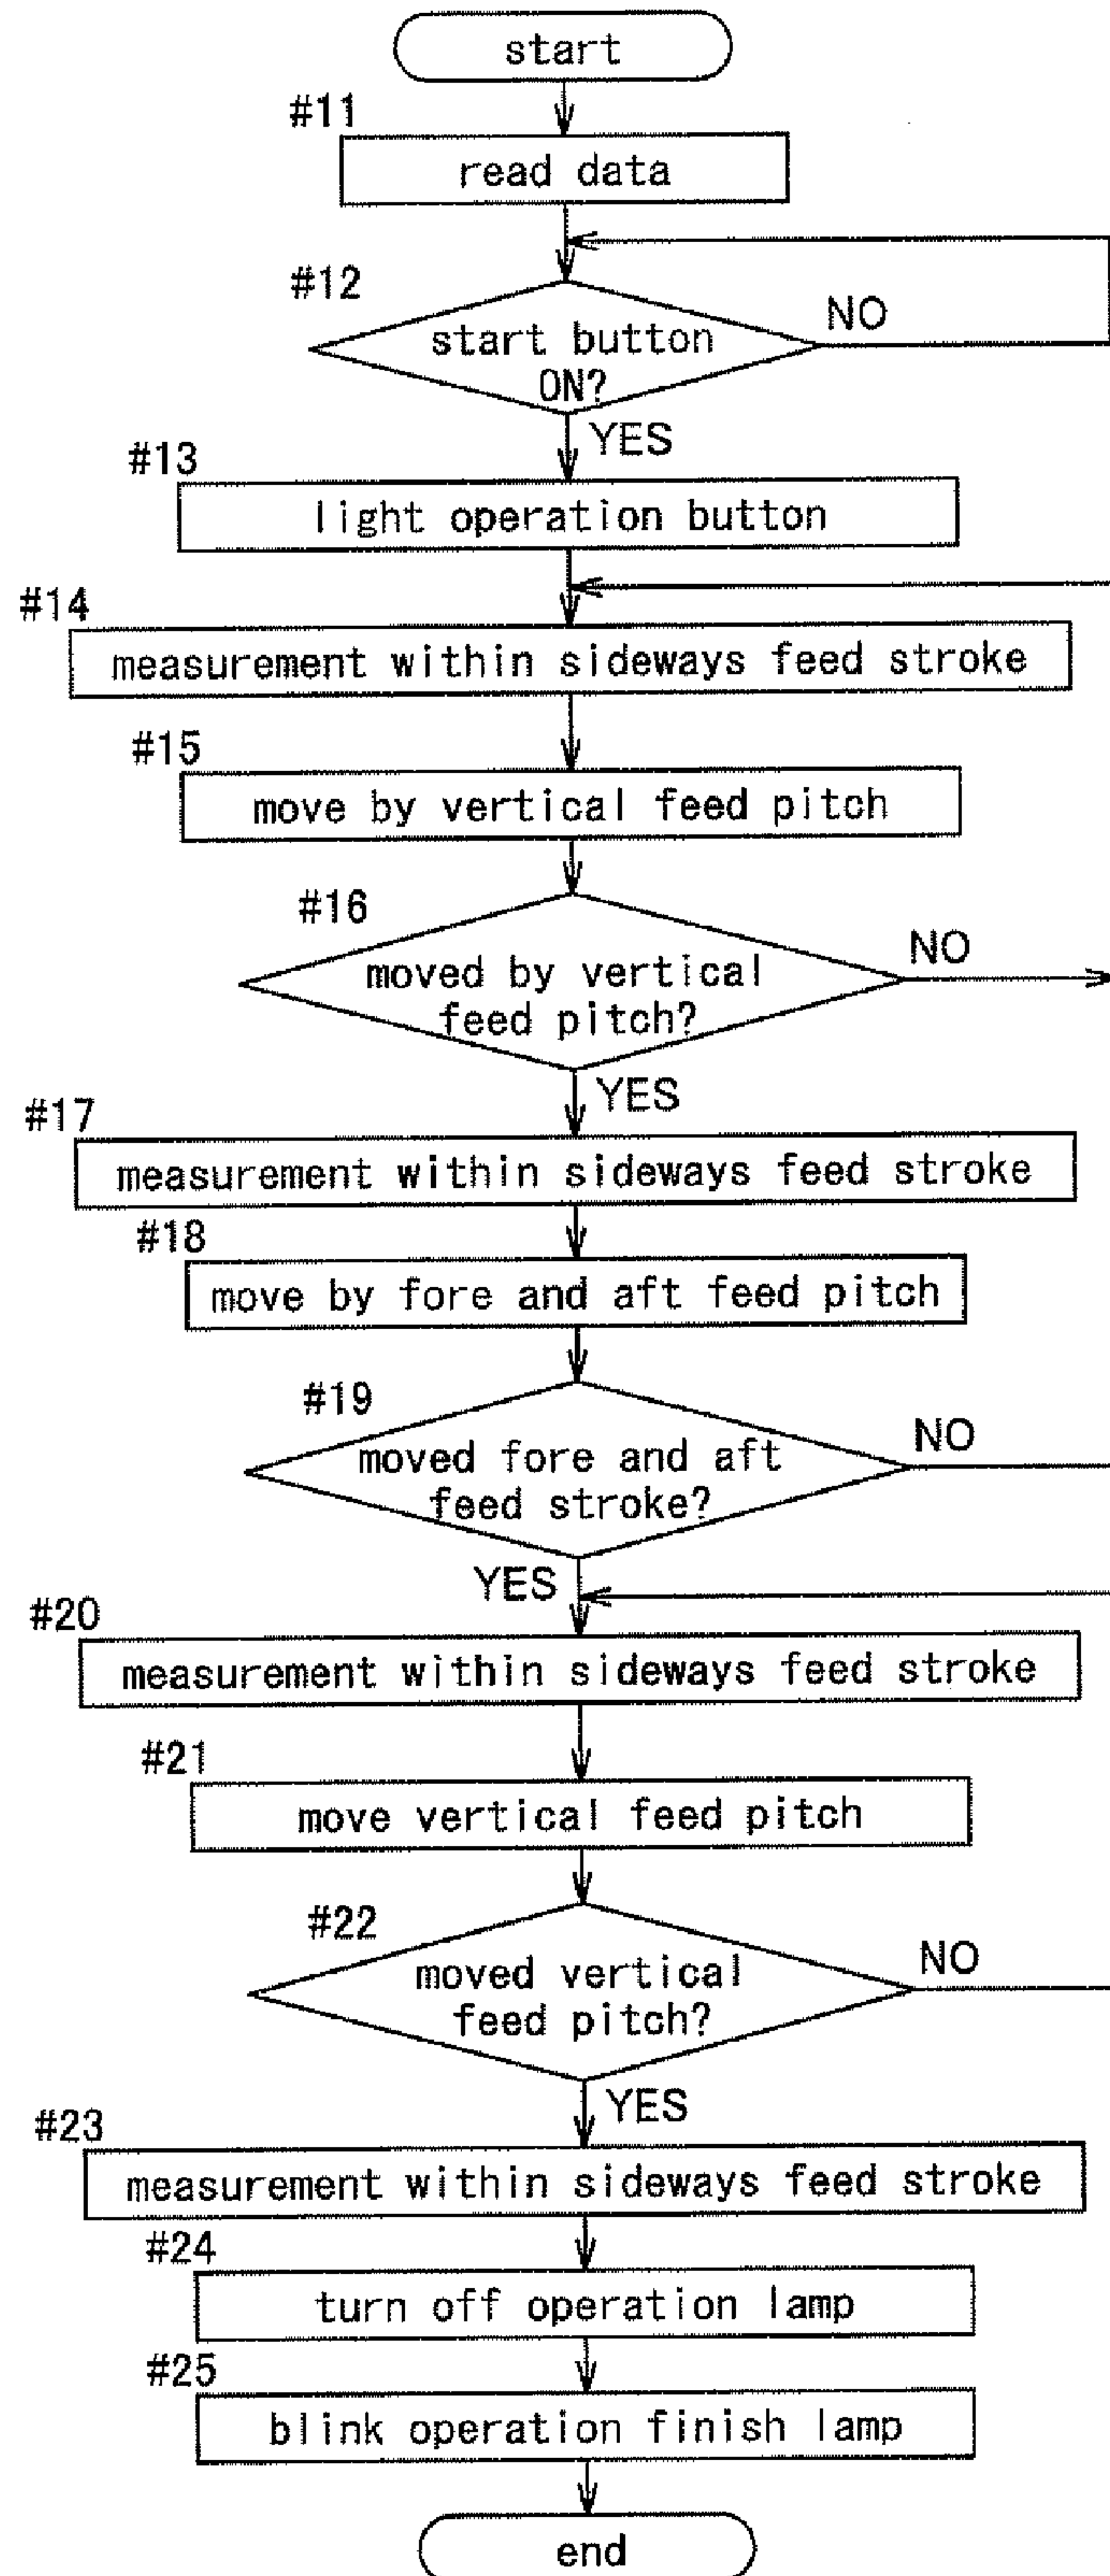 start
#11
read data
#12
start button
ON?
NO
YES
#13
light operation button
#14
measurement within sideways feed stroke
#15
move by vertical feed pitch
#16
moved by vertical
feed pitch?
NO
YES
#17
measurement within sideways feed stroke
#18
move by fore and aft feed pitch
#19
moved fore and aft
feed stroke?
NO
YES
#20
measurement within sideways feed stroke
#21
move vertical feed pitch
#22
moved vertical
feed pitch?
NO
YES
#23
measurement within sideways feed stroke
#24
turn off operation lamp
#25
blink operation finish lamp
end